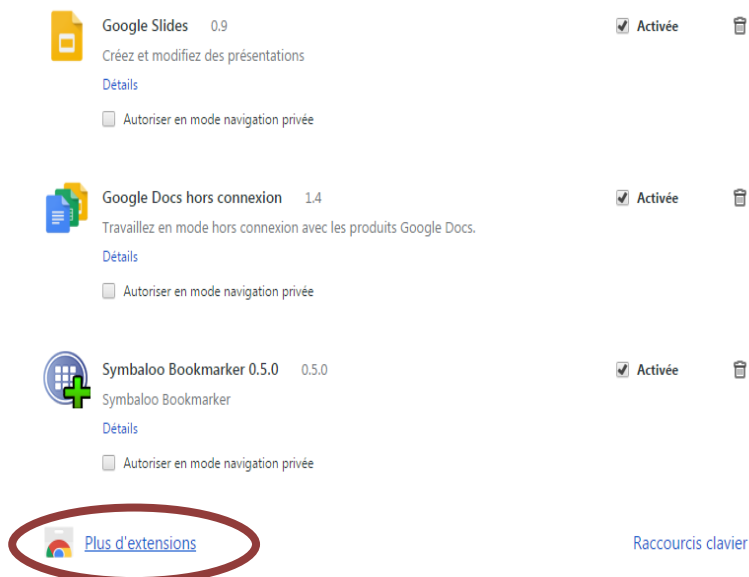 Google Slides 0.9 Activée
Créez et modifiez des présentations
Détails
Autoriser en mode navigation privée
Google Docs hors connexion 1.4 Activée
Travaillez en mode hors connexion avec les produits Google Docs.
Détails
Autoriser en mode navigation privée
Symbaloo Bookmarker 0.5.0 0.5.0 Activée
Symbaloo Bookmarker
Détails
Autoriser en mode navigation privée
Plus d'extensions Raccourcis clavier